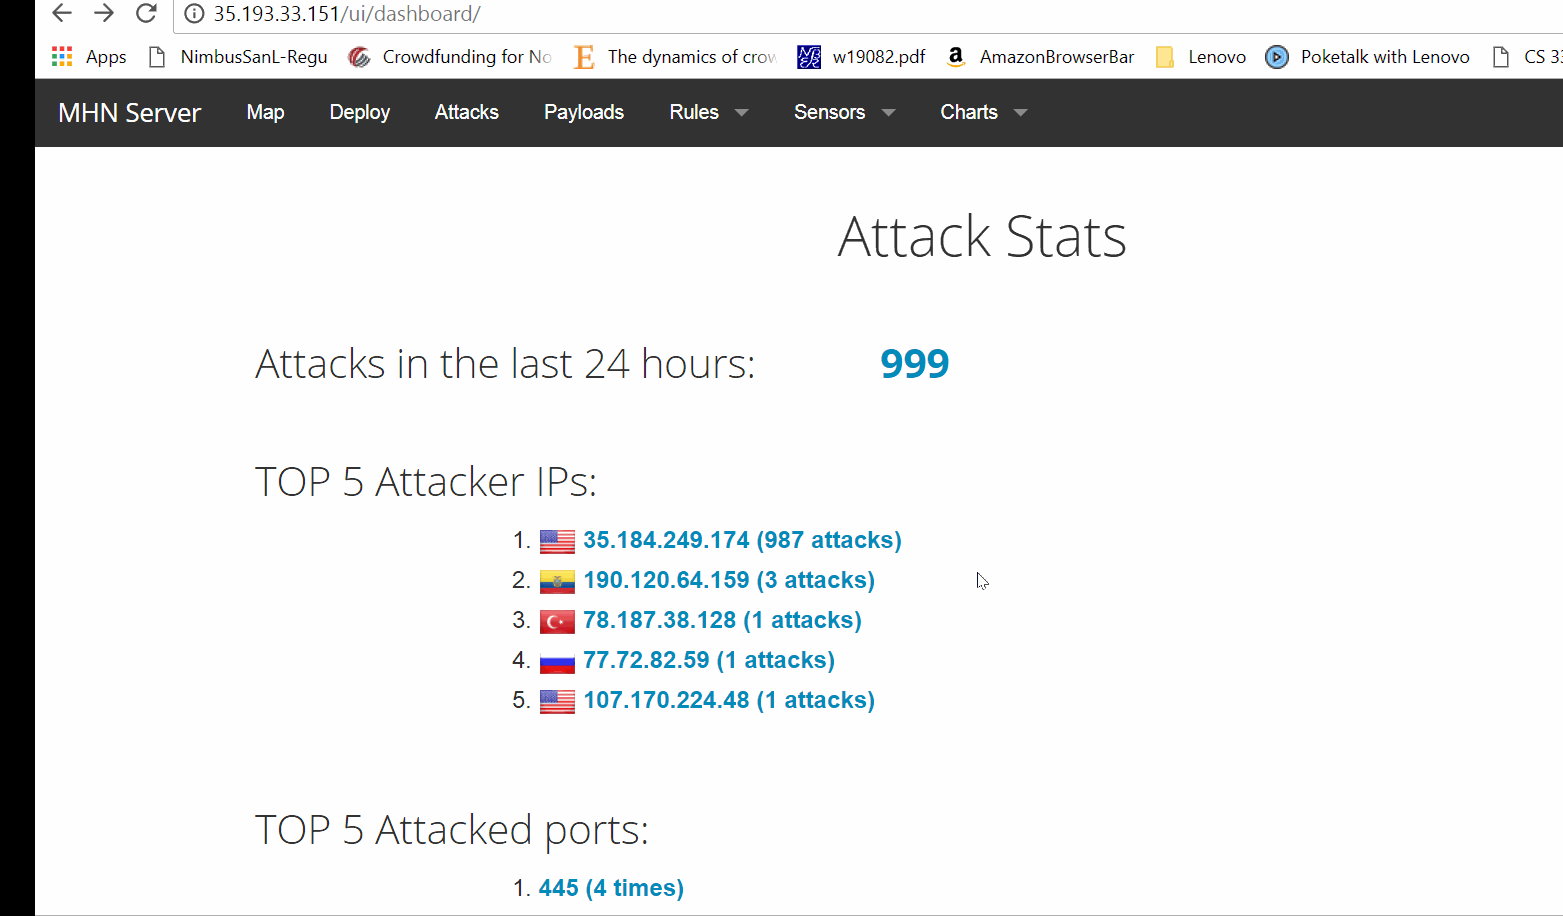 35.193.33.151/ui/dashboard/
Apps NimbusSanL-Regu Crowdfunding for No The dynamics of crow w19082.pdf AmazonBrowserBar Lenovo Poketalk with Lenovo CS 33
MHN Server Map Deploy Attacks Payloads Rules Sensors Charts
Attack Stats
Attacks in the last 24 hours: 999
TOP 5 Attacker IPs:
1. 35.184.249.174 (987 attacks)
2. 190.120.64.159 (3 attacks)
3. 78.187.38.128 (1 attacks)
4. 77.72.82.59 (1 attacks)
5. 107.170.224.48 (1 attacks)
TOP 5 Attacked ports:
1. 445 (4 times)